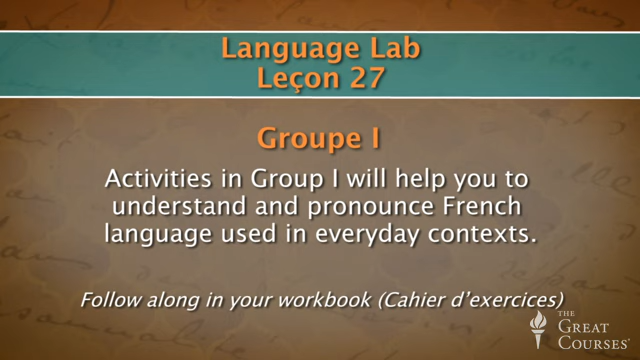 Language Lab
Leçon 27
Groupe I
Activities in Group I will help you to
understand and pronounce French
language used in everyday contexts.
Follow along in your workbook (Cahier d'exercices)
THE
GREAT
COURSES®